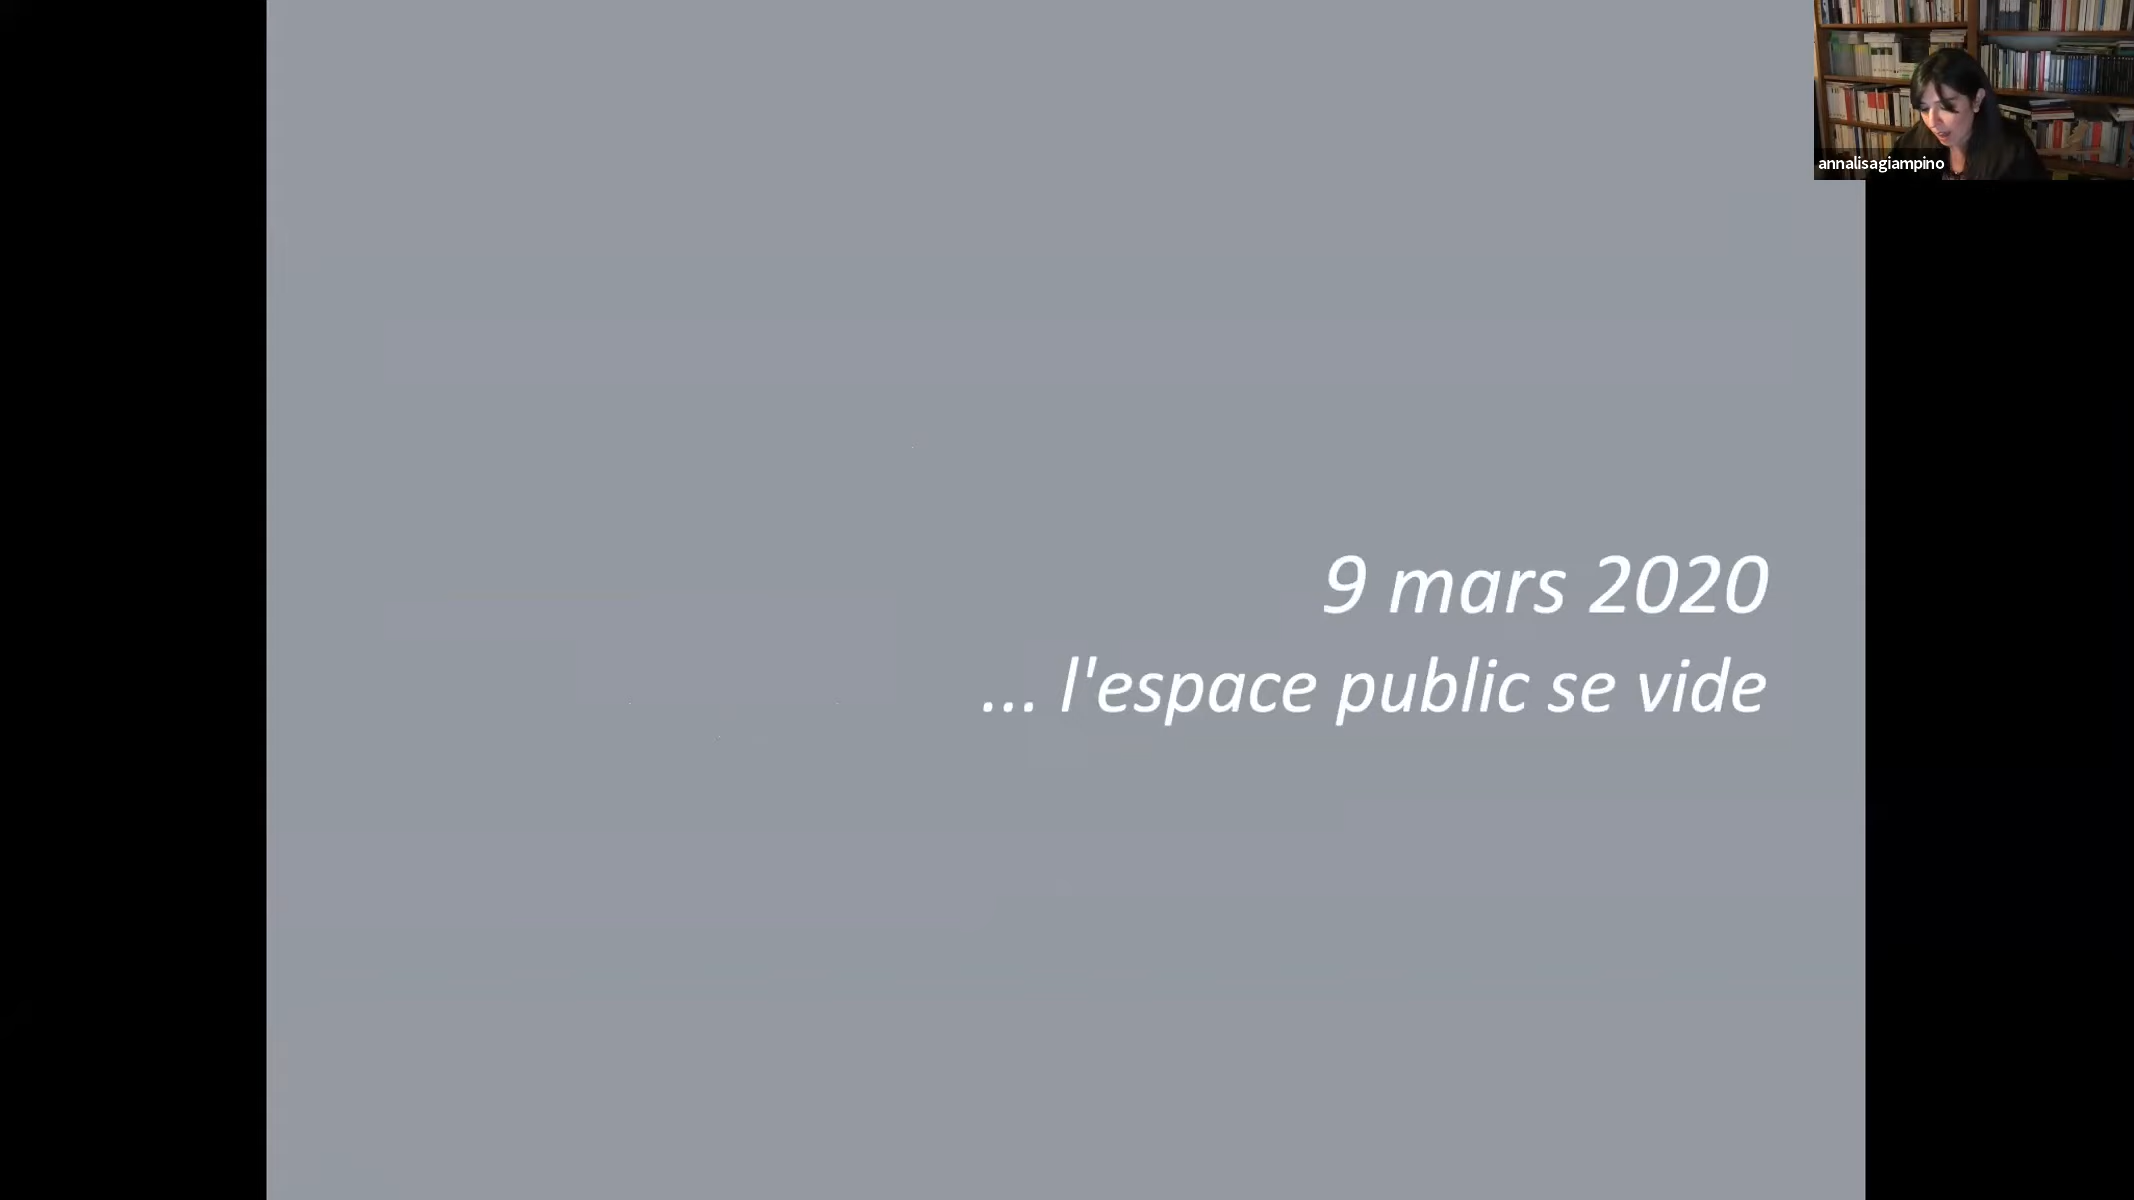 annalisagiampino
9 mars 2020
... l'espace public se vide